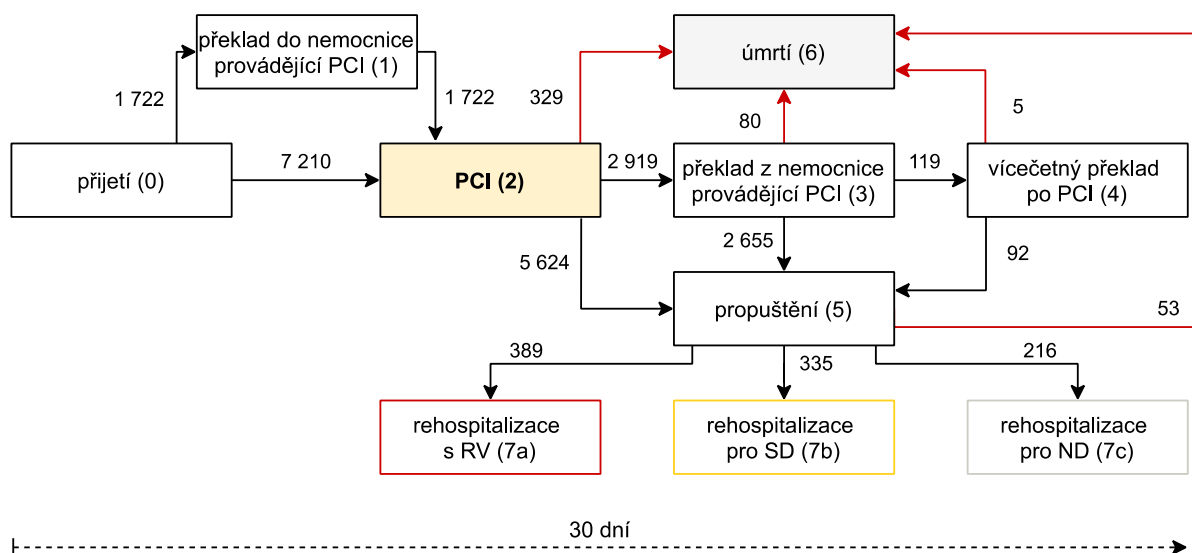 překlad do nemocnice
provádějící PCI (1)
úmrtí (6)
1 722
1 722
329
80
5
přijetí (0)
7 210
PCI (2)
2 919
překlad z nemocnice
provádějící PCI (3)
119
vícečetný překlad
po PCI (4)
5 624
2 655
92
propuštění (5)
53
389
335
216
rehospitalizace
s RV (7a)
rehospitalizace
pro SD (7b)
rehospitalizace
pro ND (7c)
30 dní